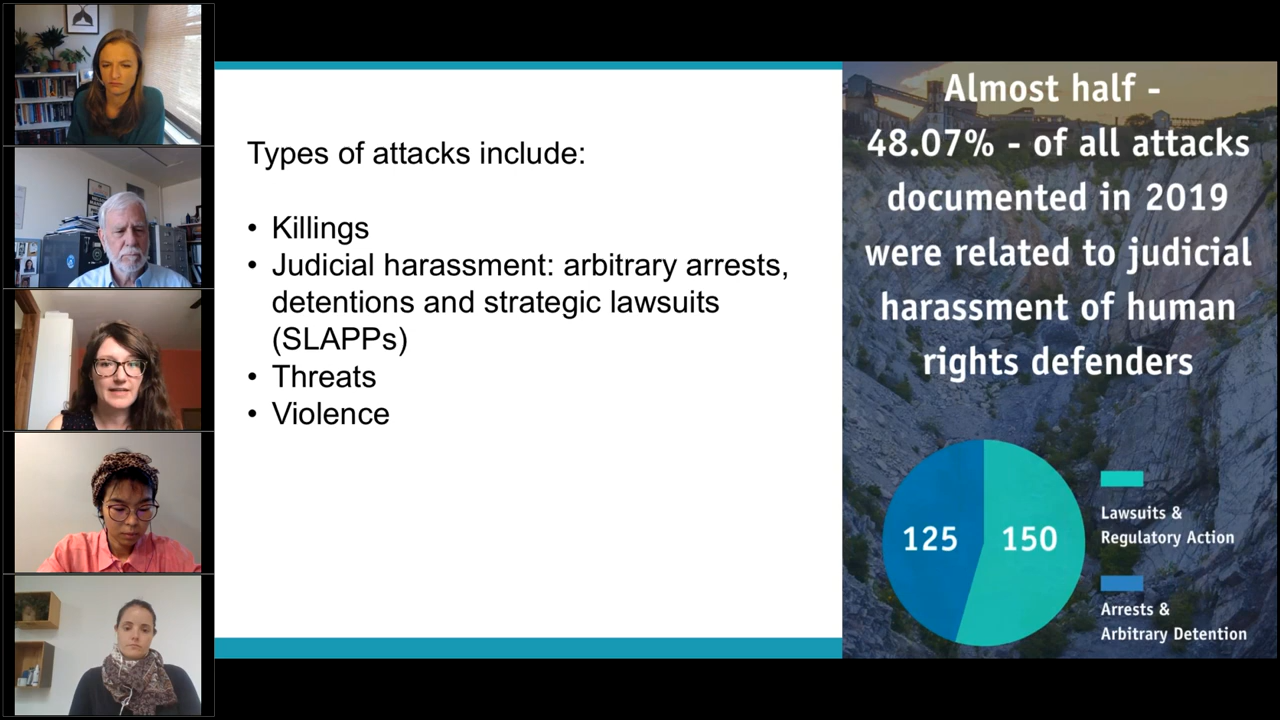 Types of attacks include:
• Killings
• Judicial harassment: arbitrary arrests,
detentions and strategic lawsuits
(SLAPPs)
• Threats
• Violence
Almost half -
48.07% - of all attacks
documented in 2019
were related to judicial
harassment of human
rights defenders
125
150
Lawsuits &
Regulatory Action
Arrests &
Arbitrary Detention